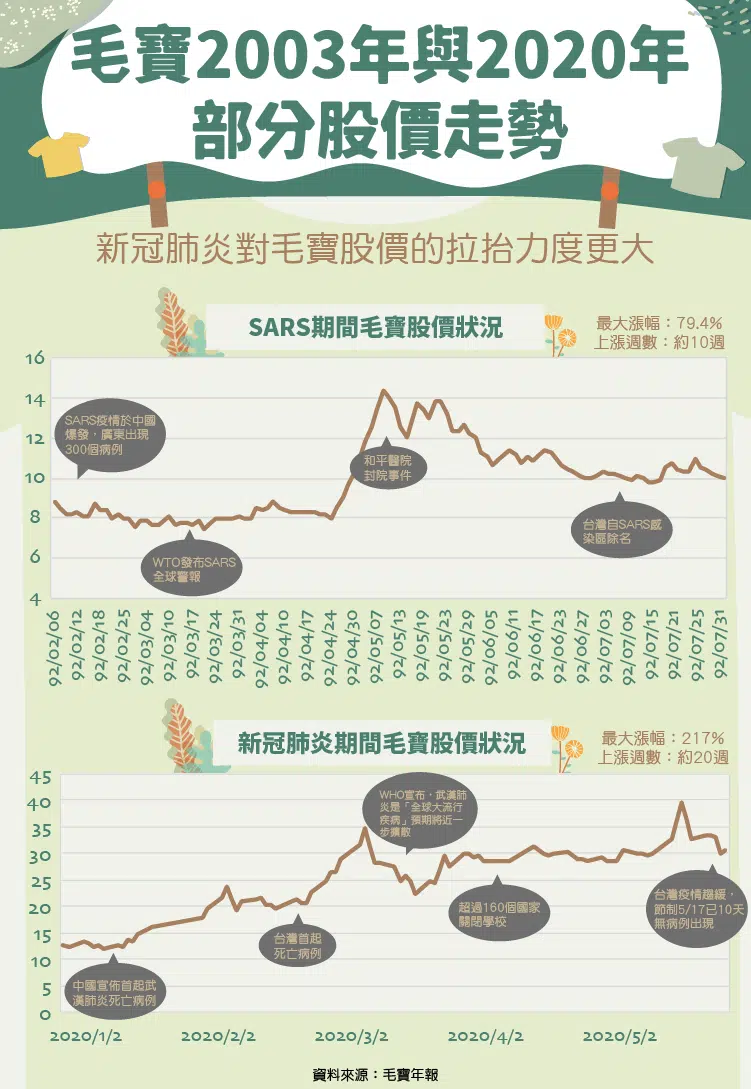 毛寶2003年與2020年
部分股價走勢
新冠肺炎對毛寶股價的拉抬力度更大
SARS期間毛寶股價狀況
最大漲幅：79.4%
上漲週數：約10週
16
14
12
10
8
6
4
SARS疫情於中國
爆發，廣東出現
300個病例
WTO發布SARS
全球警報
和平醫院
封院事件
台灣自SARS感
染區除名
92/02/06
92/02/12
92/02/18
92/02/25
92/03/04
92/03/10
92/03/17
92/03/24
92/03/31
92/04/04
92/04/10
92/04/17
92/04/24
92/04/30
92/05/07
92/05/13
92/05/19
92/05/23
92/05/29
92/06/05
92/06/11
92/06/17
92/06/23
92/06/27
92/07/03
92/07/09
92/07/15
92/07/21
92/07/25
92/07/31
新冠肺炎期間毛寶股價狀況
最大漲幅：217%
上漲週數：約20週
45
40
35
30
25
20
15
10
5
0
中國宣佈首起武
漢肺炎死亡病例
台灣首起
死亡病例
WHO宣布，武漢肺
炎是「全球大流行
疾病」預期將近一
步擴散
超過160個國家
關閉學校
台灣疫情趨緩，
節制5/17已10天
無病例出現
2020/1/2
2020/2/2
2020/3/2
2020/4/2
2020/5/2
資料來源：毛寶年報